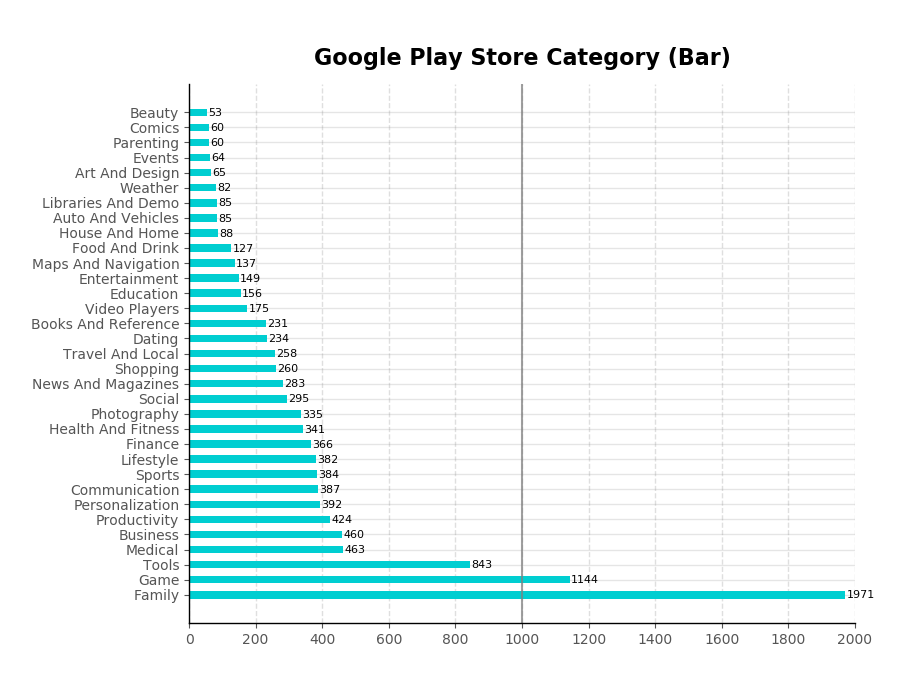 Google Play Store Category (Bar)
Beauty 53
Comics 60
Parenting 60
Events 64
Art And Design 65
Weather 82
Libraries And Demo 85
Auto And Vehicles 85
House And Home 88
Food And Drink 127
Maps And Navigation 137
Entertainment 149
Education 156
Video Players 175
Books And Reference 231
Dating 234
Travel And Local 258
Shopping 260
News And Magazines 283
Social 295
Photography 335
Health And Fitness 341
Finance 366
Lifestyle 382
Sports 384
Communication 387
Personalization 392
Productivity 424
Business 460
Medical 463
Tools 843
Game 1144
Family 1971
0 200 400 600 800 1000 1200 1400 1600 1800 2000